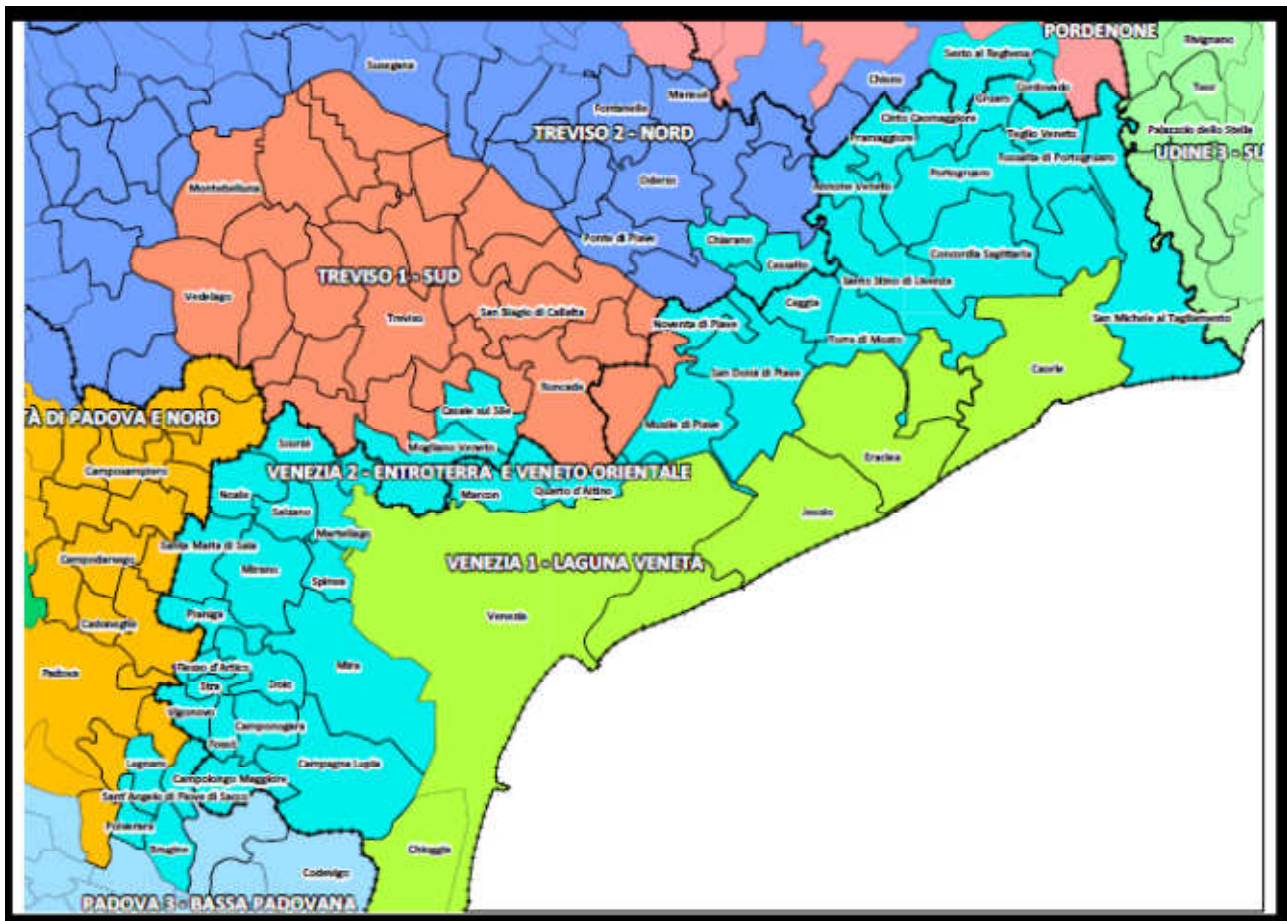 PORDENONE
Rivignano
Susegana
Sesto al Reghena
Chions
Teor
Mansuè
Cordovado
Fontanelle
Gruaro
Cinto Caomaggiore
TREVISO 2 - NORD
Pramaggiore
Teglio Veneto
Palazzolo dello Stella
UDINE 3 - SU
Fossalta di Portogruaro
Portogruaro
Oderzo
Annone Veneto
Montebelluna
Ponte di Piave
Chiarano
Concordia Sagittaria
Cessalto
TREVISO 1 - SUD
Santo Stino di Livenza
Vedelago
Ceggia
San Biagio di Callalta
Treviso
Noventa di Piave
San Michele al Tagliamento
Torre di Mosto
Caorle
San Donà di Piave
Roncade
TÀ DI PADOVA E NORD
Casale sul Sile
Musile di Piave
Scorzè
Mogliano Veneto
Eraclea
Camposampiero
VENEZIA 2 - ENTROTERRA E VENETO ORIENTALE
Noale
Marcon
Quarto d'Altino
Salzano
Jesolo
Martellago
Santa Maria di Sala
Campodarsego
VENEZIA 1 - LAGUNA VENETA
Mirano
Spinea
Pianiga
Venezia
Cadoneghe
Fiesso d'Artico
Mira
Padova
Stra
Dolo
Vigonovo
Camponogara
Fossò
Legnaro
Campagna Lupia
Campolongo Maggiore
Sant'Angelo di Piove di Sacco
Polverara
Brugine
Chioggia
Codevigo
PADOVA 3 - BASSA PADOVANA